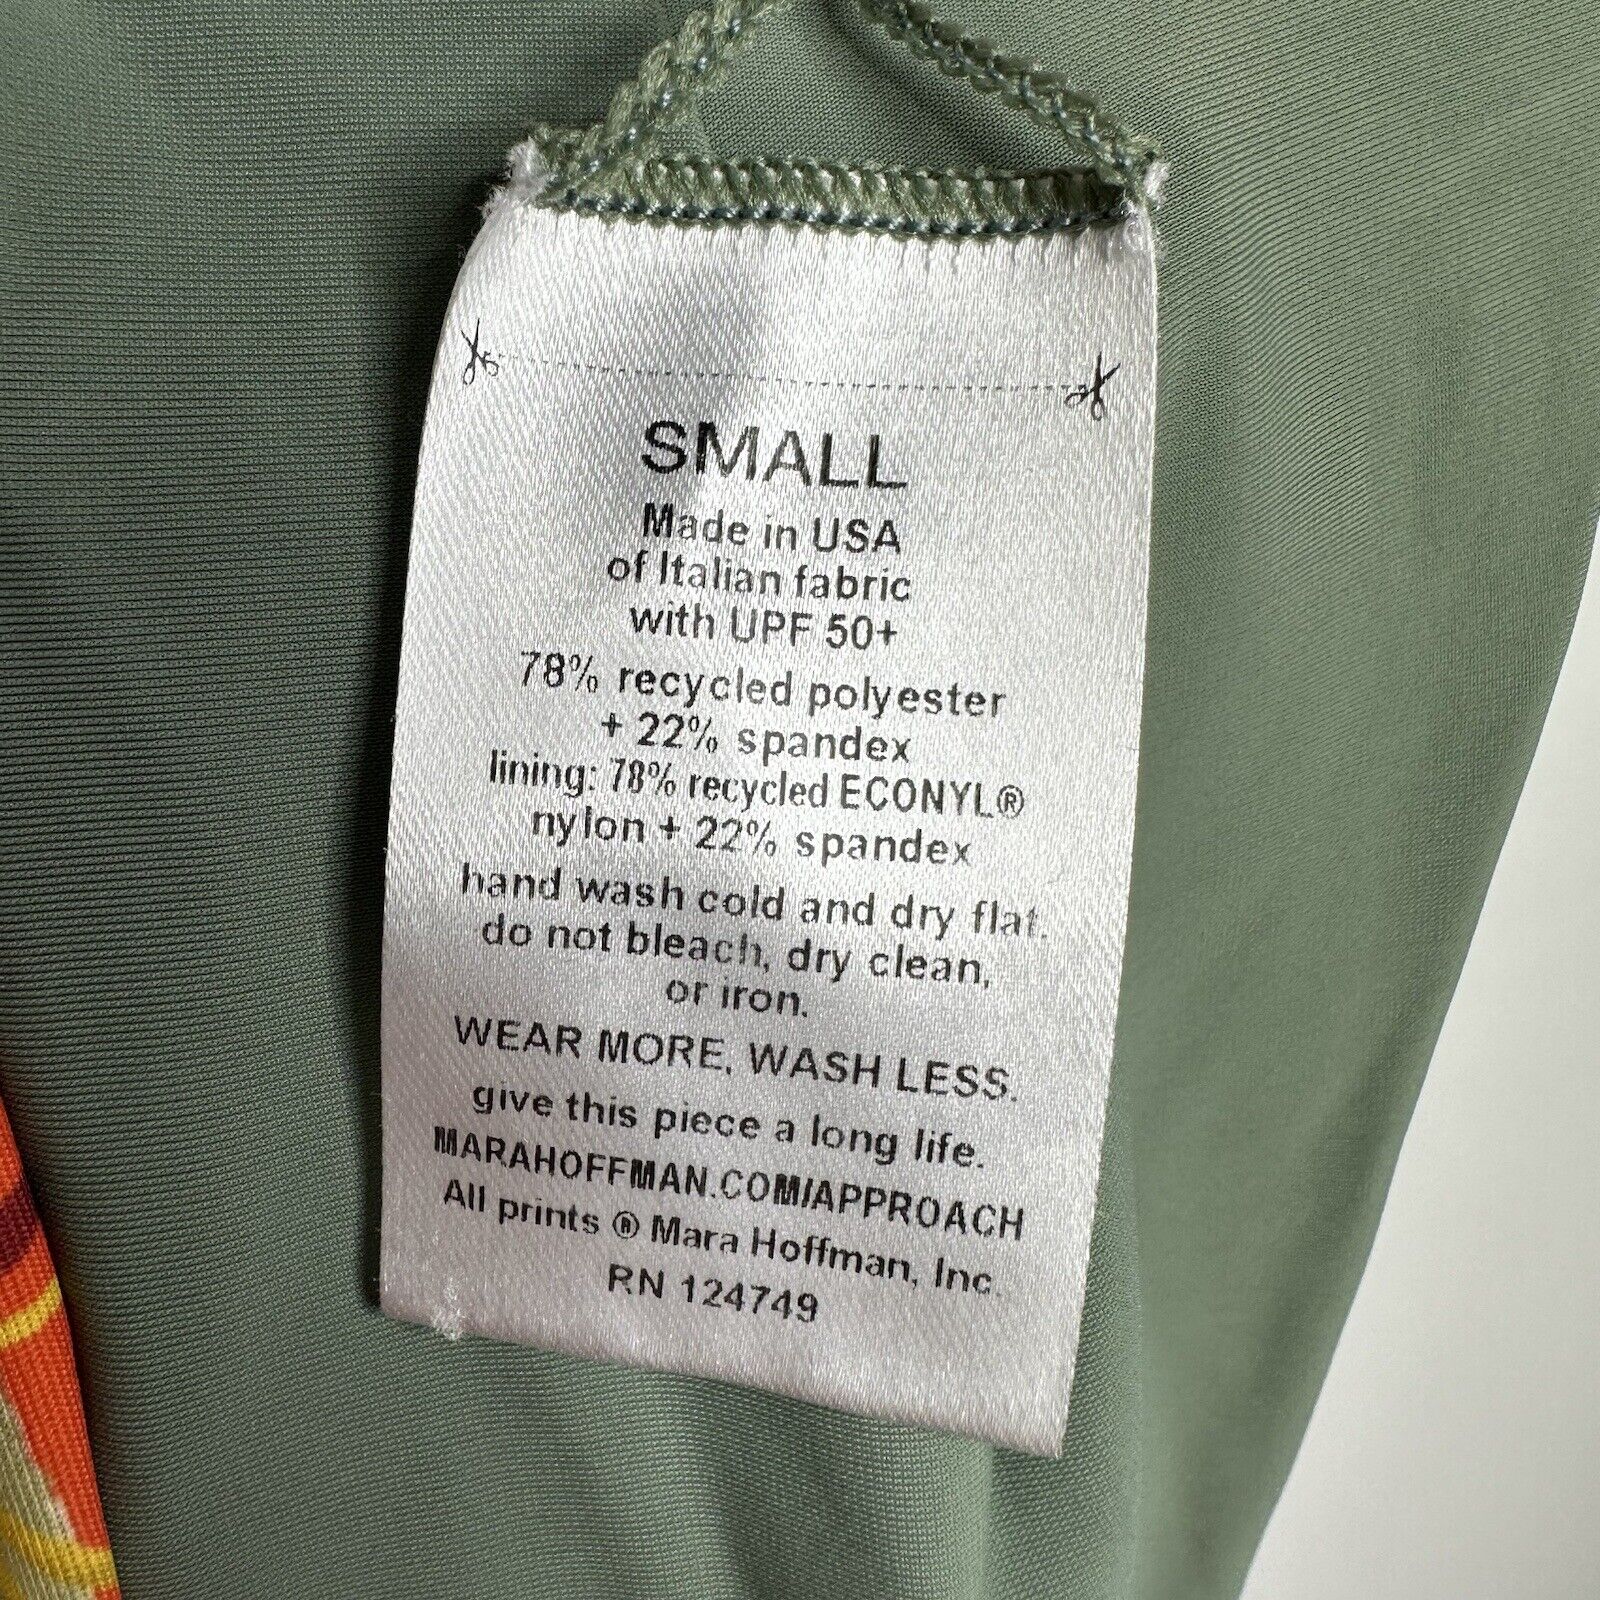 SMALL
Made in USA
of Italian fabric
with UPF 50+
78% recycled polyester
+ 22% spandex
lining: 78% recycled ECONYL®
nylon + 22% spandex
hand wash cold and dry flat.
do not bleach, dry clean,
or iron.
WEAR MORE, WASH LESS.
give this piece a long life.
MARAHOFFMAN.COM/APPROACH
All prints ® Mara Hoffman, Inc.
RN 124749